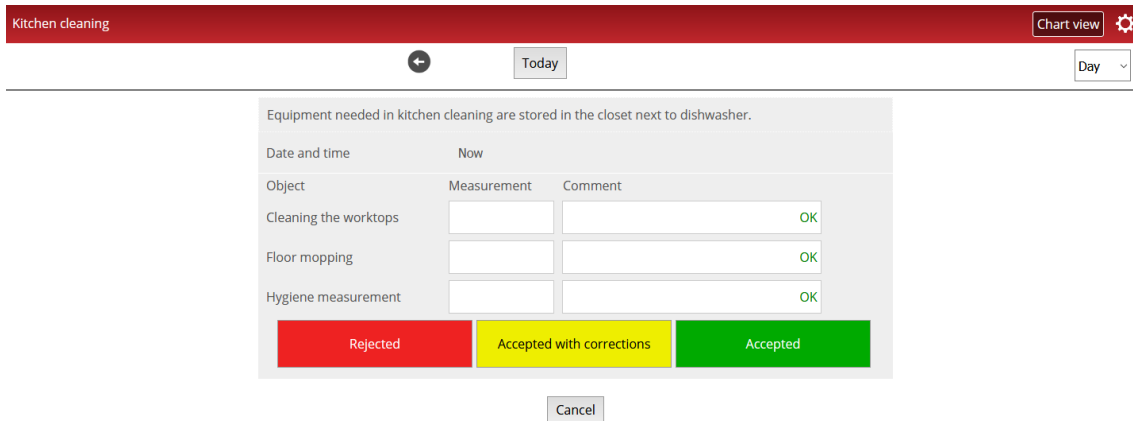 Kitchen cleaning Chart view
Today Day
Equipment needed in kitchen cleaning are stored in the closet next to dishwasher.
Date and time Now
Object Measurement Comment
Cleaning the worktops OK
Floor mopping OK
Hygiene measurement OK
Rejected Accepted with corrections Accepted
Cancel